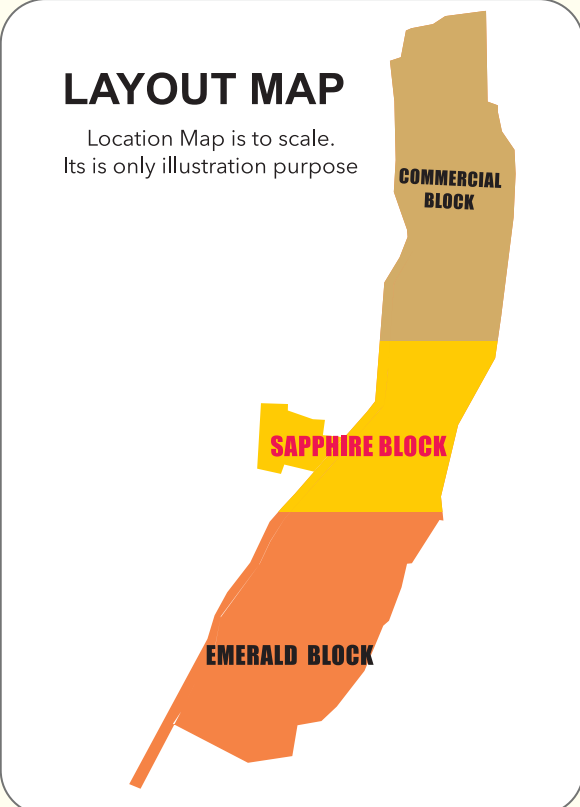 LAYOUT MAP
Location Map is to scale.
Its is only illustration purpose
COMMERCIAL
BLOCK
SAPPHIRE BLOCK
EMERALD BLOCK